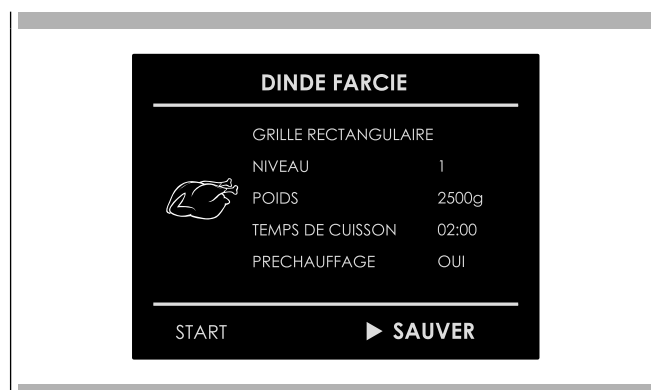 DINDE FARCIE
GRILLE RECTANGULAIRE
NIVEAU 1
POIDS 2500g
TEMPS DE CUISSON 02:00
PRECHAUFFAGE OUI
START ▶ SAUVER